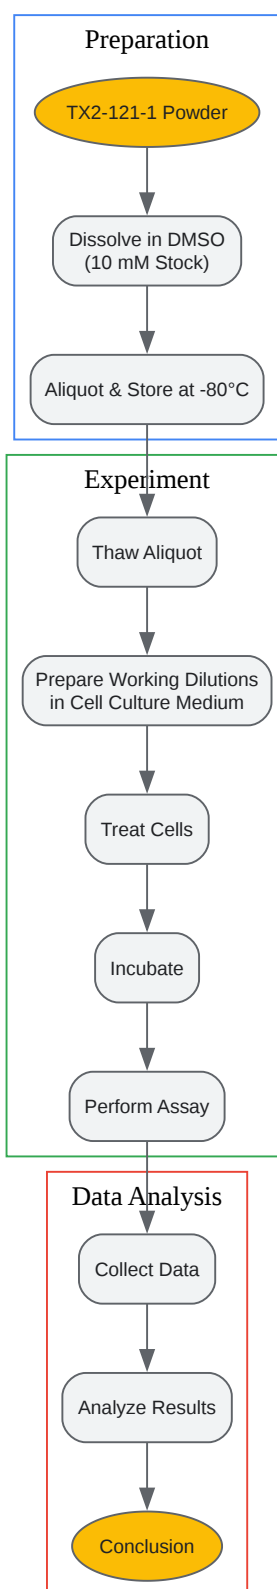 Preparation
TX2-121-1 Powder
Dissolve in DMSO
(10 mM Stock)
Aliquot & Store at -80°C
Experiment
Thaw Aliquot
Prepare Working Dilutions
in Cell Culture Medium
Treat Cells
Incubate
Perform Assay
Data Analysis
Collect Data
Analyze Results
Conclusion